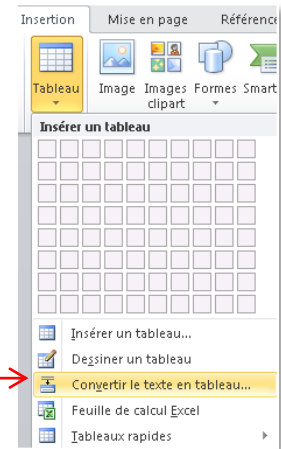 Insertion Mise en page Référence
Tableau Image Images Formes Smart
clipart
Insérer un tableau
Insérer un tableau...
Dessiner un tableau
Convertir le texte en tableau...
Feuille de calcul Excel
Tableaux rapides